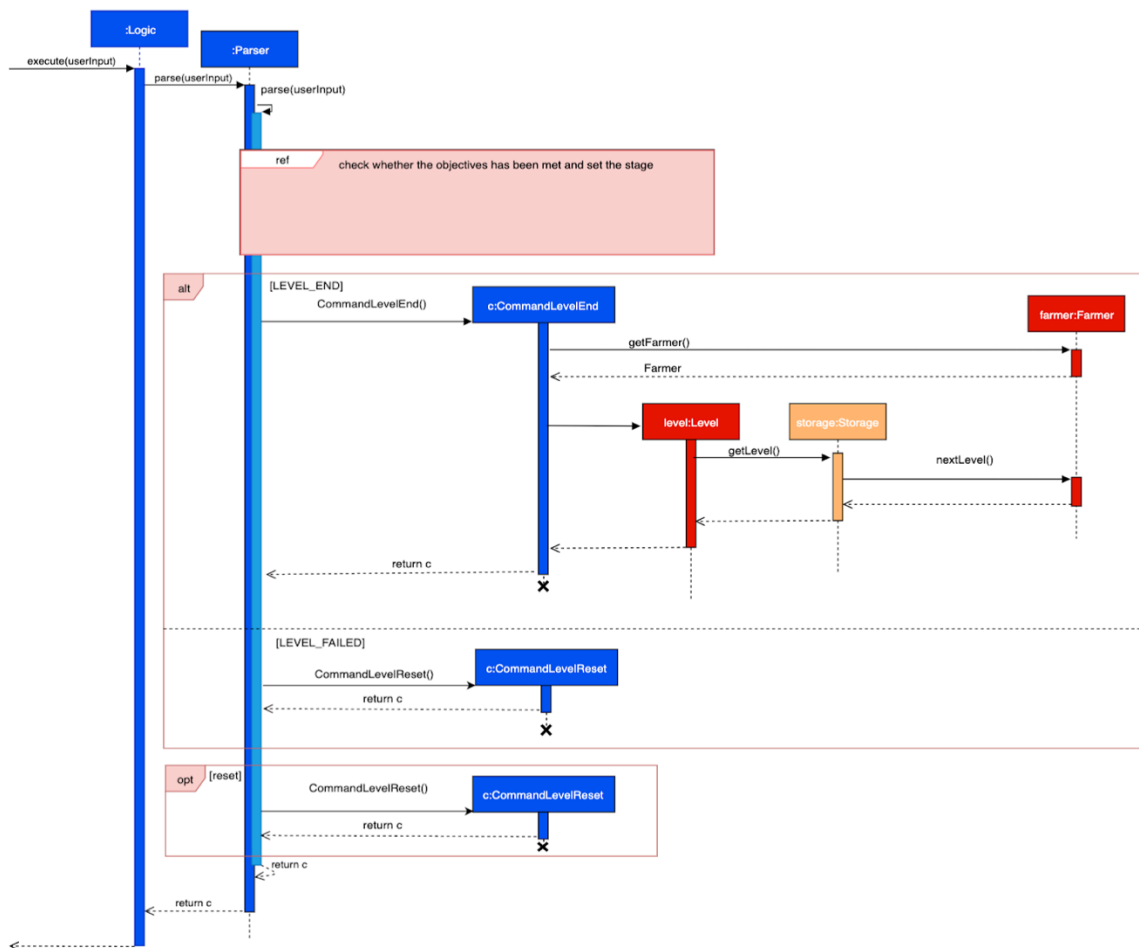 :Logic
:Parser
execute(userInput)
parse(userInput)
parse(userInput)
ref
check whether the objectives has been met and set the stage
alt
[LEVEL_END]
CommandLevelEnd()
c:CommandLevelEnd
farmer:Farmer
getFarmer()
Farmer
level:Level
storage:Storage
getLevel()
nextLevel()
return c
[LEVEL_FAILED]
CommandLevelReset()
c:CommandLevelReset
return c
opt
[reset]
CommandLevelReset()
c:CommandLevelReset
return c
return c
return c